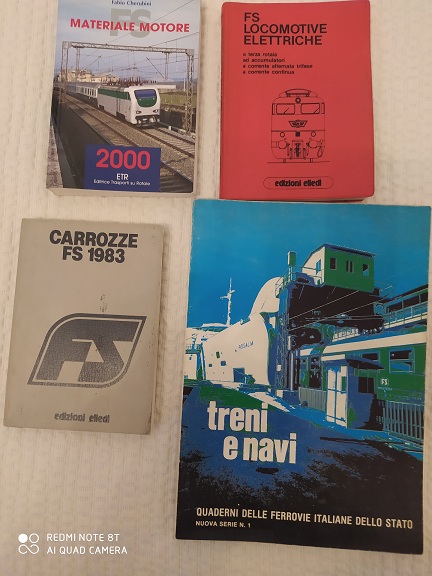 Fabio Cherubini
FS
MATERIALE MOTORE
2000
ETR
Editrice Trasporti su Rotaie
FS
LOCOMOTIVE
ELETTRICHE
a terza rotaia
ad accumulatori
a corrente alternata trifase
a corrente continua
edizioni elledi
CARROZZE
FS 1983
FS
edizioni elledi
FS
treni
e navi
QUADERNI DELLE FERROVIE ITALIANE DELLO STATO
NUOVA SERIE N. 1
REDMI NOTE 8T
AI QUAD CAMERA